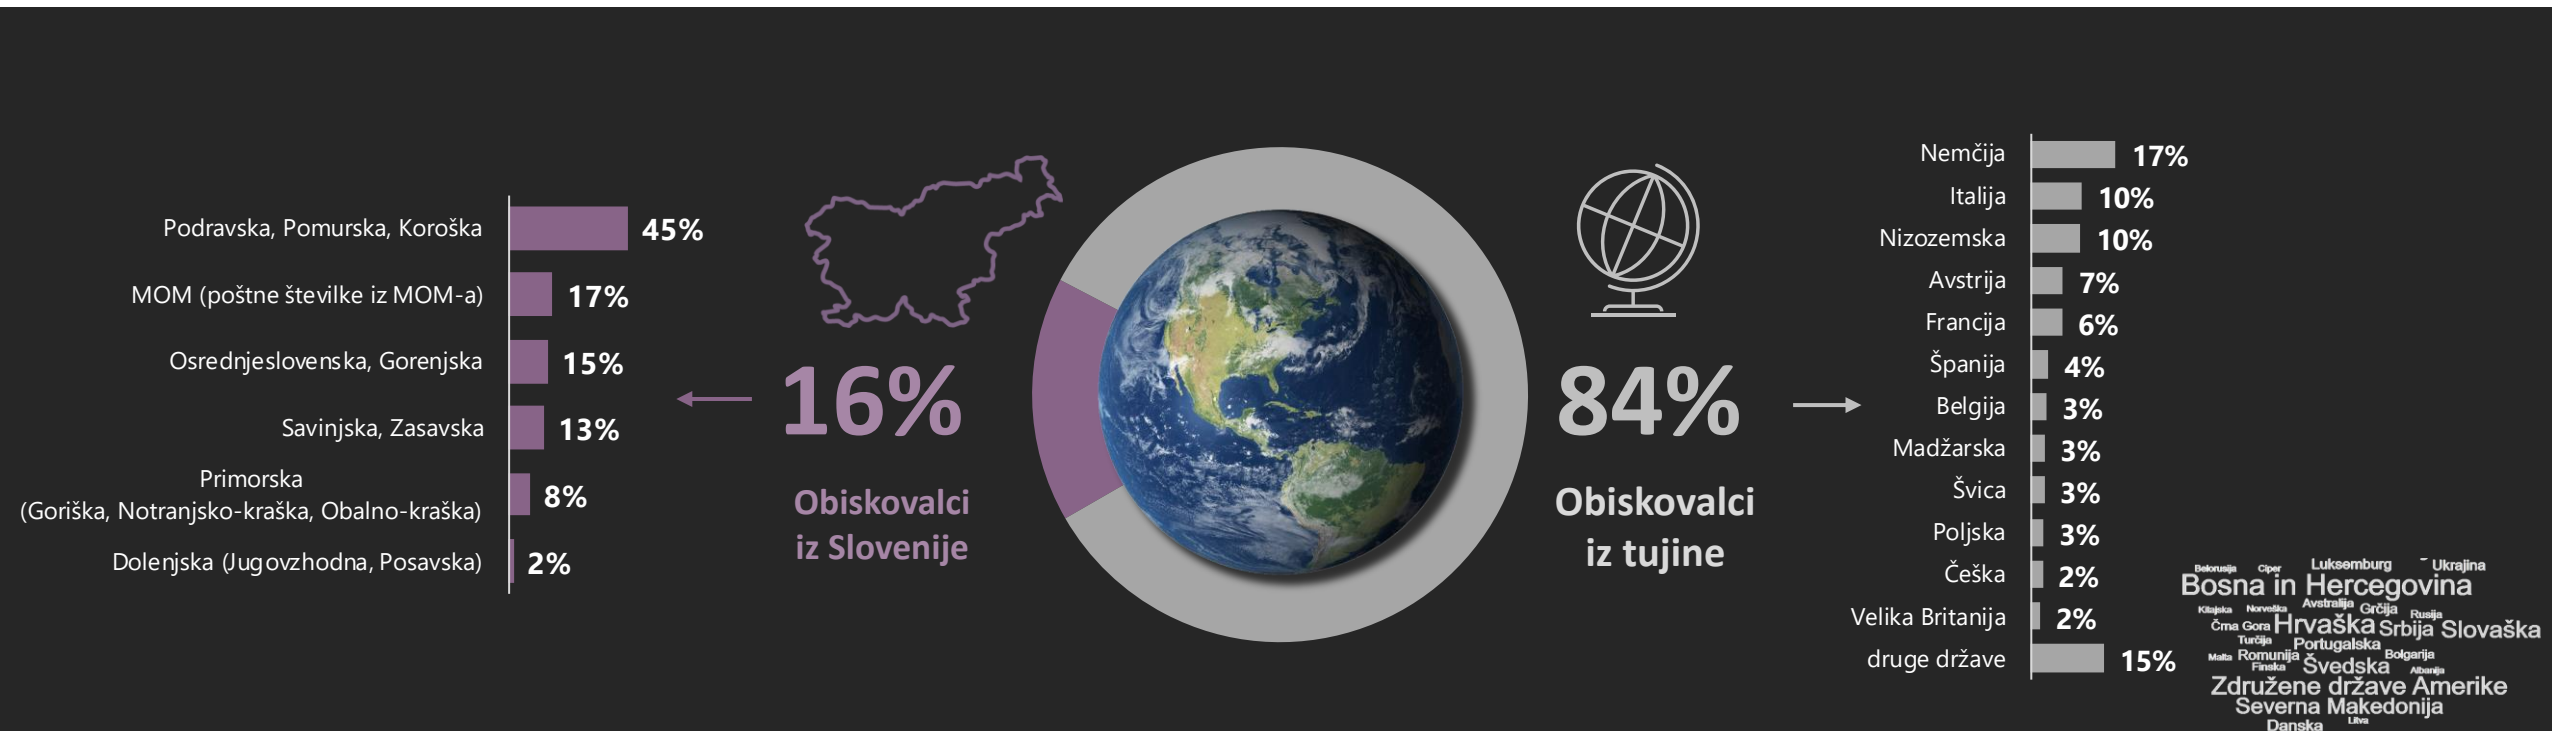 Podravska, Pomurska, Koroška 45%
MOM (poštne številke iz MOM-a) 17%
Osrednjeslovenska, Gorenjska 15%
Savinjska, Zasavska 13%
Primorska
(Goriška, Notranjsko-kraška, Obalno-kraška) 8%
Dolenjska (Jugovzhodna, Posavska) 2%
16%
Obiskovalci
iz Slovenije
84%
Obiskovalci
iz tujine
Nemčija 17%
Italija 10%
Nizozemska 10%
Avstrija 7%
Francija 6%
Španija 4%
Belgija 3%
Madžarska 3%
Švica 3%
Poljska 3%
Češka 2%
Velika Britanija 2%
druge države 15%
Belorusija Ciper Luksemburg Ukrajina
Bosna in Hercegovina
Kitajska Norveška Avstralija Grčija Rusija
Črna Gora Hrvaška Srbija Slovaška
Turčija Portugalska
Malta Romunija Bolgarija
Finska Švedska Albanija
Združene države Amerike
Severna Makedonija
Danska Litva